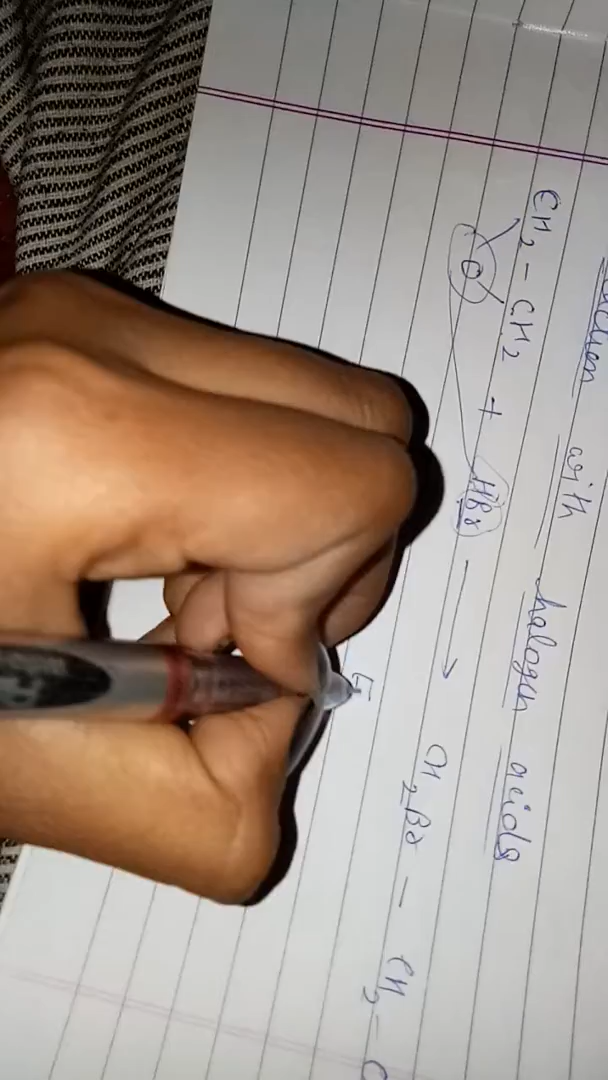 with halogen acids
CH2 - CH2 + HBr ⟶ CH2Br - CH2 -
O